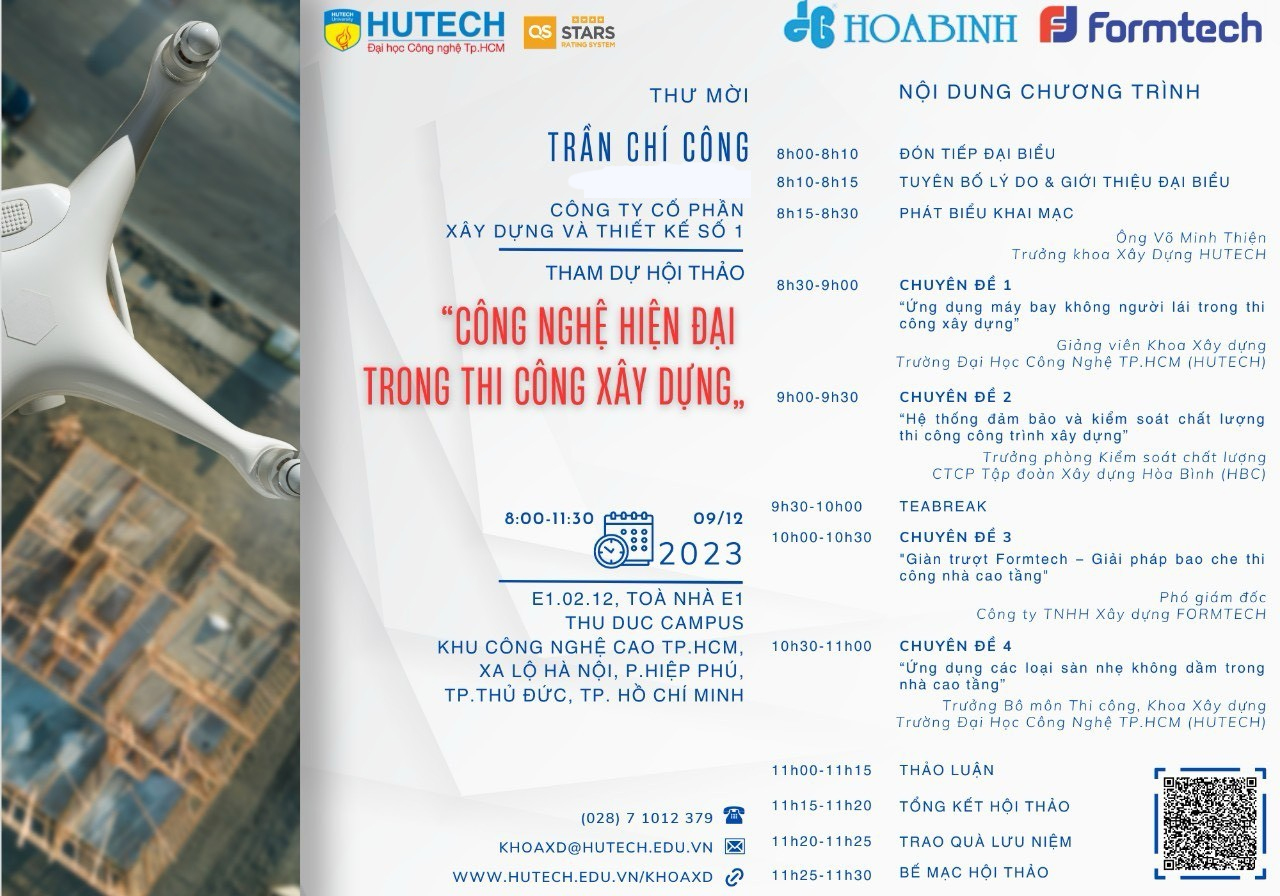 HUTECH
University
HUTECH
Đại học Công nghệ Tp.HCM
QS STARS
RATING SYSTEM
HOABINH
Formtech
THƯ MỜI
TRẦN CHÍ CÔNG
CÔNG TY CỔ PHẦN
XÂY DỰNG VÀ THIẾT KẾ SỐ 1
THAM DỰ HỘI THẢO
“CÔNG NGHỆ HIỆN ĐẠI
TRONG THI CÔNG XÂY DỰNG„
8:00-11:30 09/12
2023
E1.02.12, TOÀ NHÀ E1
THU DUC CAMPUS
KHU CÔNG NGHỆ CAO TP.HCM,
XA LỘ HÀ NỘI, P.HIỆP PHÚ,
TP.THỦ ĐỨC, TP. HỒ CHÍ MINH
(028) 7 1012 379
KHOAXD@HUTECH.EDU.VN
WWW.HUTECH.EDU.VN/KHOAXD
NỘI DUNG CHƯƠNG TRÌNH
8h00-8h10 ĐÓN TIẾP ĐẠI BIỂU
8h10-8h15 TUYÊN BỐ LÝ DO & GIỚI THIỆU ĐẠI BIỂU
8h15-8h30 PHÁT BIỂU KHAI MẠC
Ông Võ Minh Thiện
Trưởng khoa Xây Dựng HUTECH
8h30-9h00 CHUYÊN ĐỀ 1
“Ứng dụng máy bay không người lái trong thi
công xây dựng”
Giảng viên Khoa Xây dựng
Trường Đại Học Công Nghệ TP.HCM (HUTECH)
9h00-9h30 CHUYÊN ĐỀ 2
“Hệ thống đảm bảo và kiểm soát chất lượng
thi công công trình xây dựng”
Trưởng phòng Kiểm soát chất lượng
CTCP Tập đoàn Xây dựng Hòa Bình (HBC)
9h30-10h00 TEABREAK
10h00-10h30 CHUYÊN ĐỀ 3
"Giàn trượt Formtech – Giải pháp bao che thi
công nhà cao tầng"
Phó giám đốc
Công ty TNHH Xây dựng FORMTECH
10h30-11h00 CHUYÊN ĐỀ 4
“Ứng dụng các loại sàn nhẹ không dầm trong
nhà cao tầng”
Trưởng Bộ môn Thi công, Khoa Xây dựng
Trường Đại Học Công Nghệ TP.HCM (HUTECH)
11h00-11h15 THẢO LUẬN
11h15-11h20 TỔNG KẾT HỘI THẢO
11h20-11h25 TRAO QUÀ LƯU NIỆM
11h25-11h30 BẾ MẠC HỘI THẢO